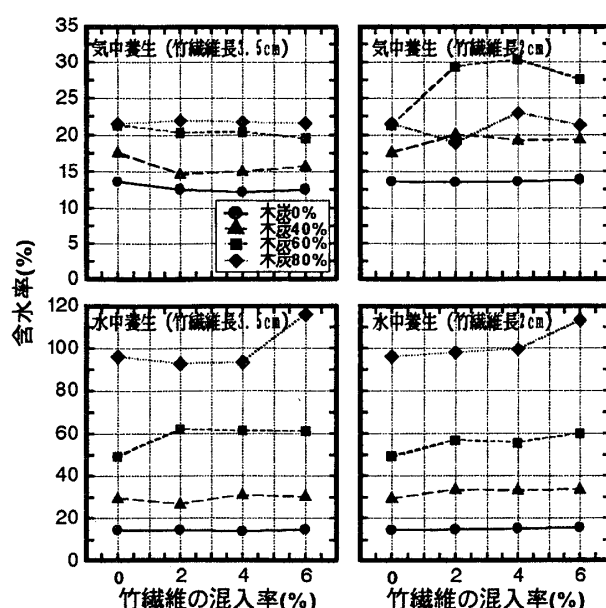 気中養生(竹繊維長3.5cm)
気中養生(竹繊維長2cm)
35
30
25
20
15
10
5
0
木炭0%
木炭40%
木炭60%
木炭80%
含水率(%)
水中養生(竹繊維長3.5cm)
水中養生(竹繊維長2cm)
120
100
80
60
40
20
0
0 2 4 6
0 2 4 6
竹繊維の混入率(%)
竹繊維の混入率(%)